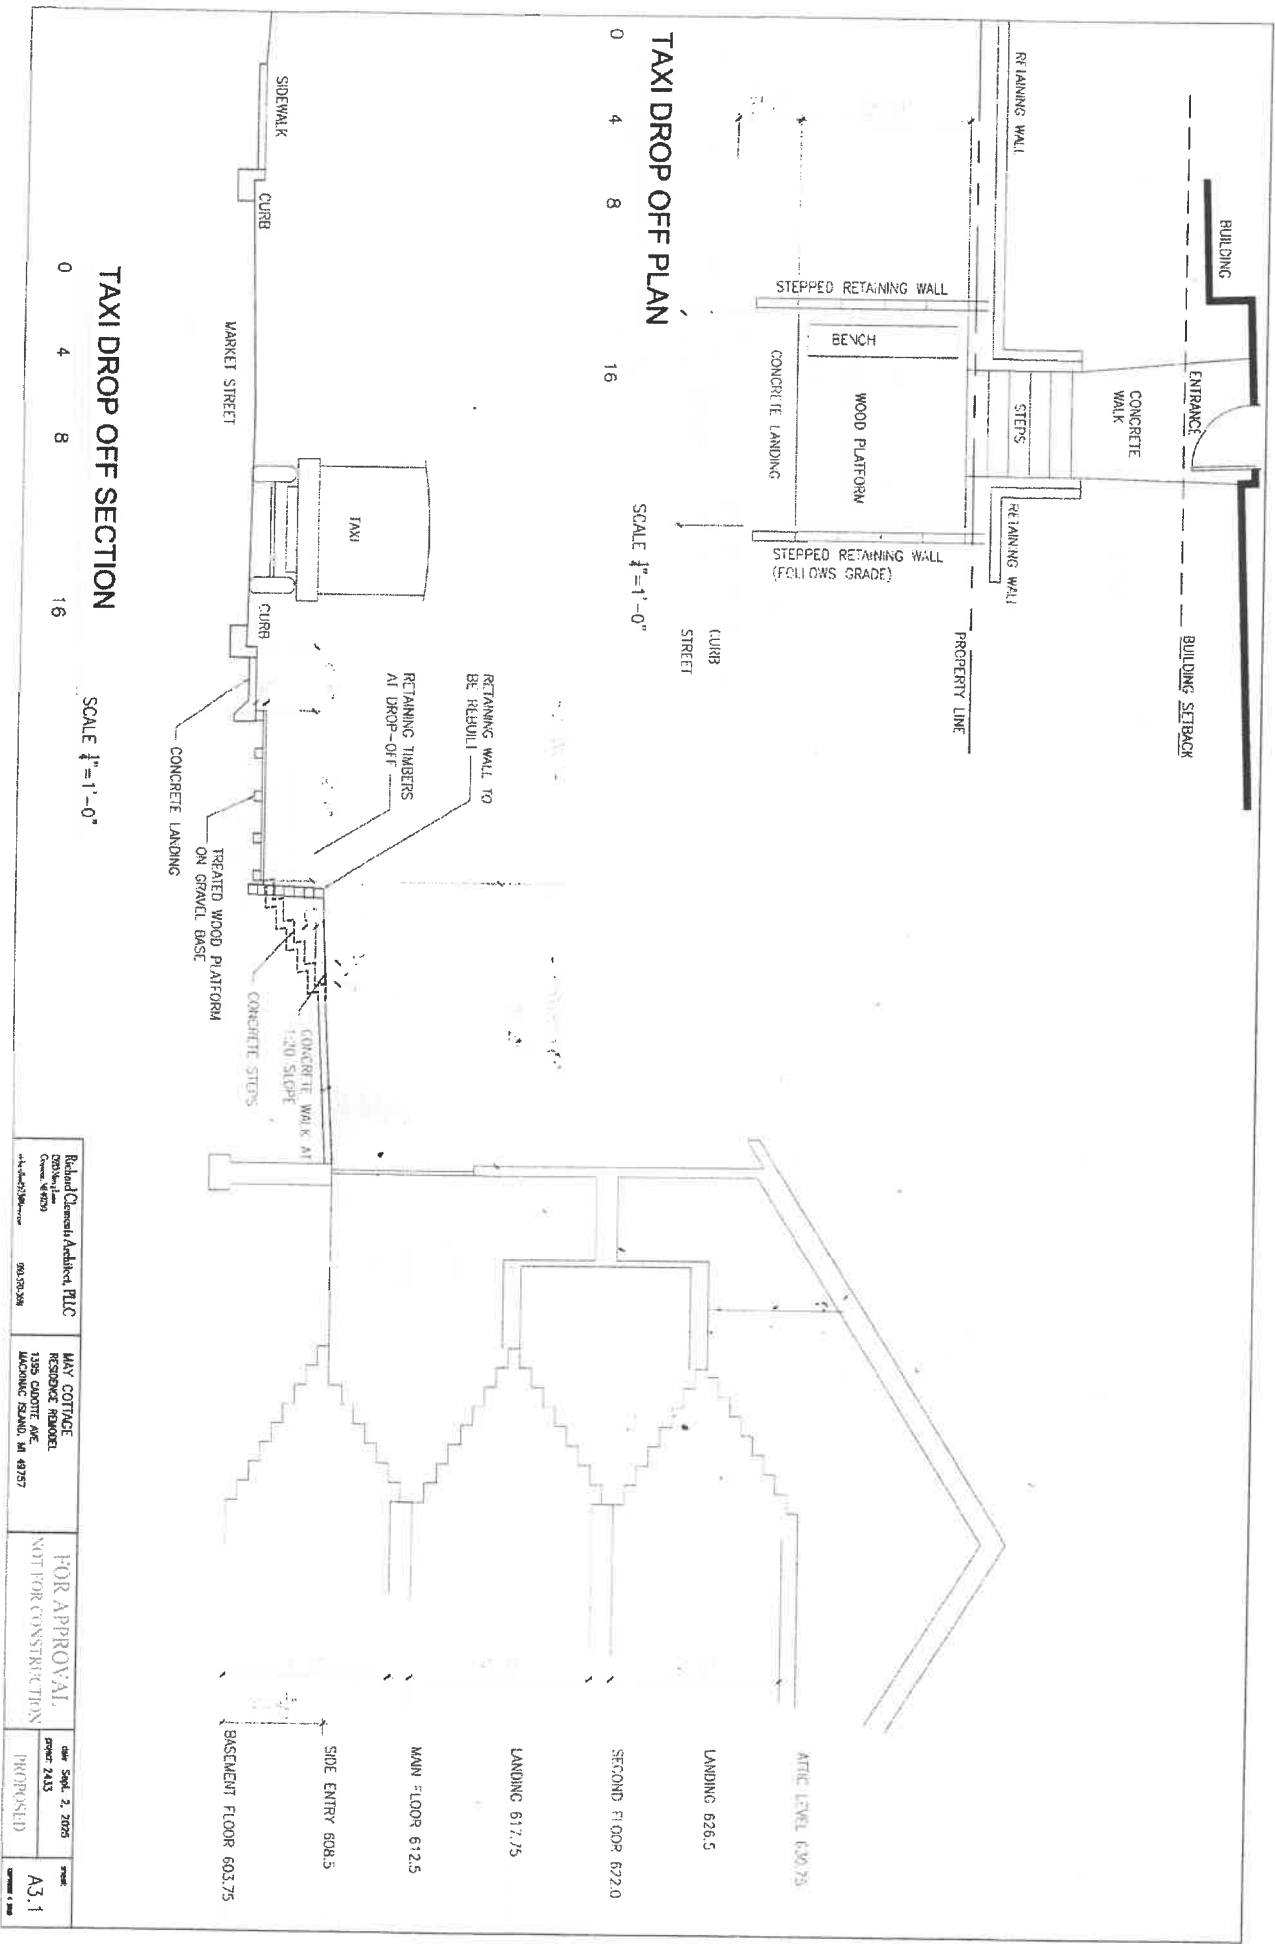 RETAINING WALL
BUILDING
ENTRANCE
CONCRETE
WALK
STEPS
BUILDING SETBACK
RETAINING WALL
PROPERTY LINE
STEPPED RETAINING WALL
BENCH
WOOD PLATFORM
CONCRETE LANDING
STEPPED RETAINING WALL
(FOLLOWS GRADE)
CURB
STREET
TAXI DROP OFF PLAN
SCALE ¼"=1'-0"
0 4 8 16
ATTIC LEVEL 630.75
LANDING 626.5
SECOND FLOOR 622.0
LANDING 617.75
MAIN FLOOR 612.5
SIDE ENTRY 608.5
BASEMENT FLOOR 603.75
RETAINING WALL TO
BE REBUILT
RETAINING TIMBERS
AT DROP-OFF
TAXI
SIDEWALK
CURB
MARKET STREET
CURB
CONCRETE WALK AT
1:20 SLOPE
CONCRETE STEPS
TREATED WOOD PLATFORM
ON GRAVEL BASE
CONCRETE LANDING
TAXI DROP OFF SECTION
SCALE ¼"=1'-0"
0 4 8 16
Richard Clements Architect, PLLC
MAY COTTAGE
RESIDENCE REMODEL
1395 CADOTTE AVE.
MACKINAC ISLAND, MI 49757
FOR APPROVAL
NOT FOR CONSTRUCTION
date: Sept. 2, 2025
project: 2433
PROPOSED
sheet
A3.1